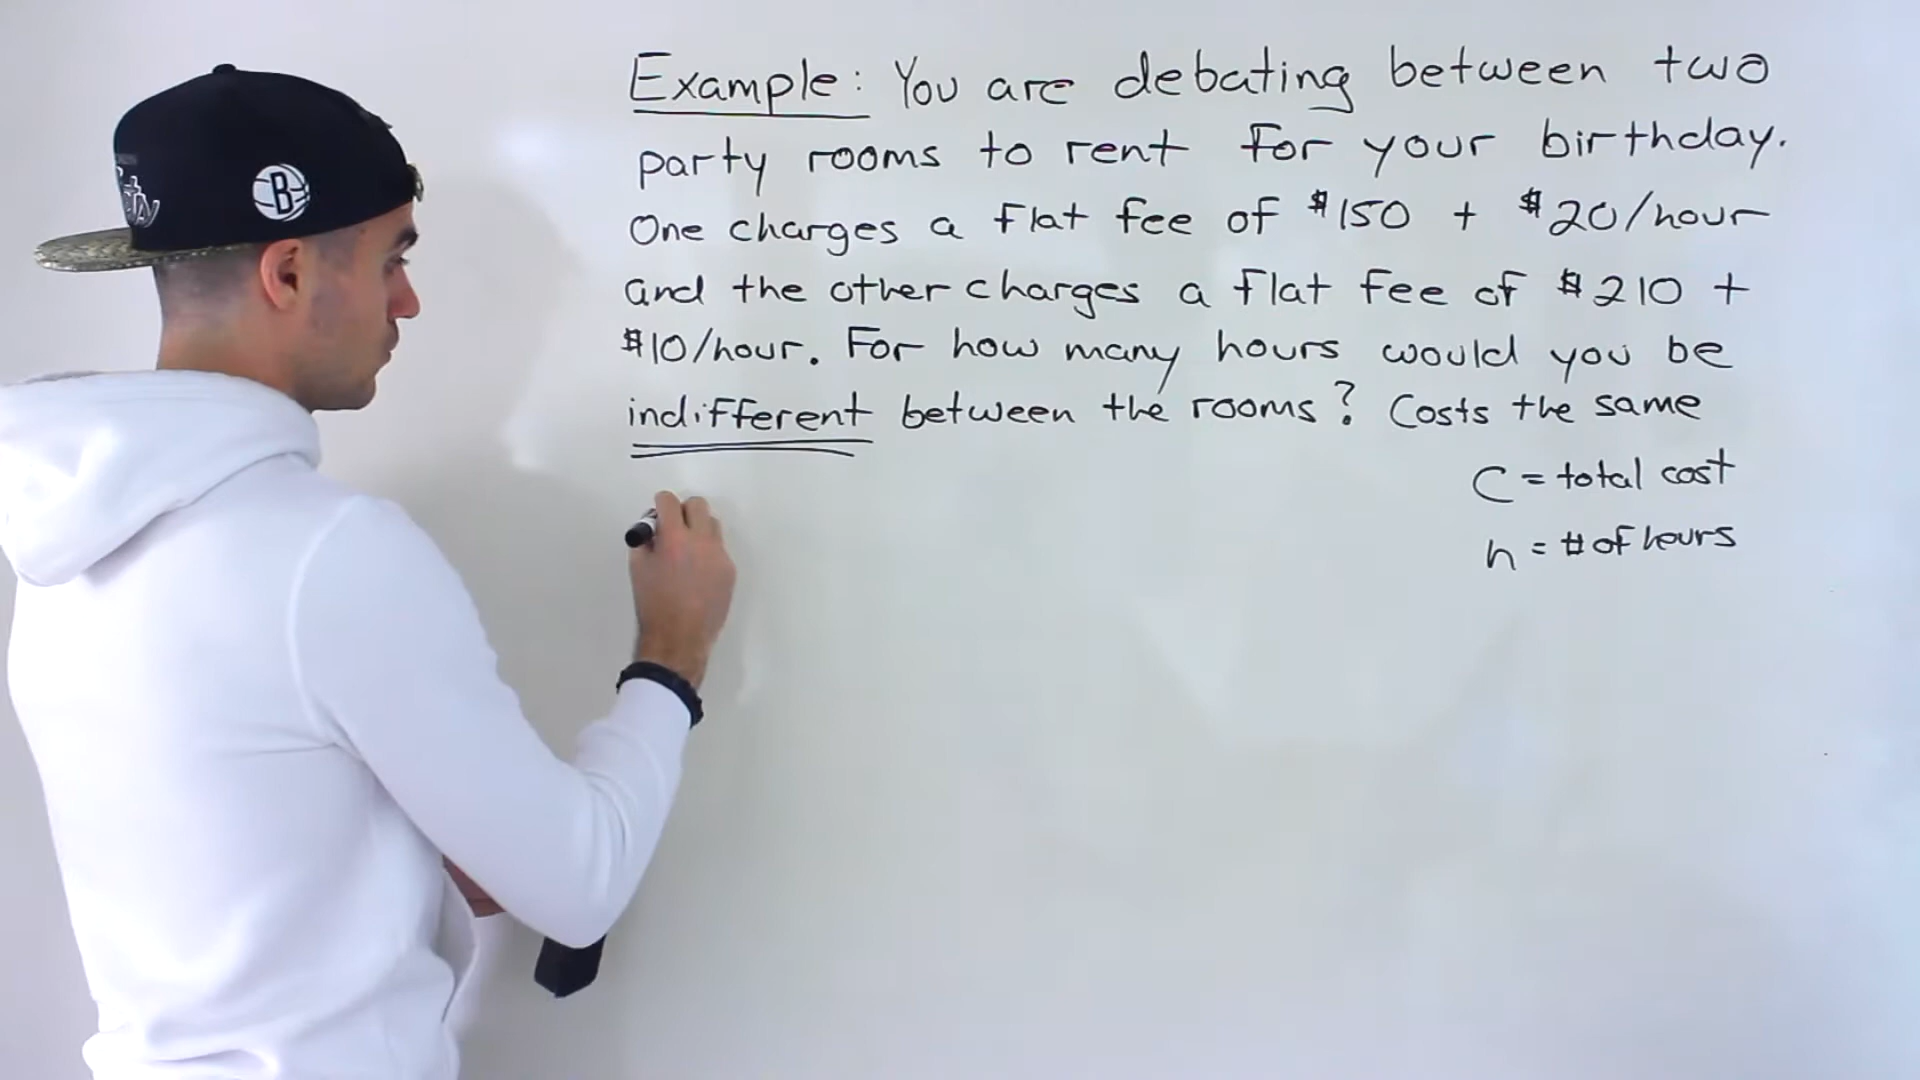 Example: You are debating between two
party rooms to rent for your birthday.
One charges a flat fee of $150 + $20/hour
and the other charges a flat fee of $210 +
$10/hour. For how many hours would you be
indifferent between the rooms? Costs the same
C = total cost
h = # of hours
B